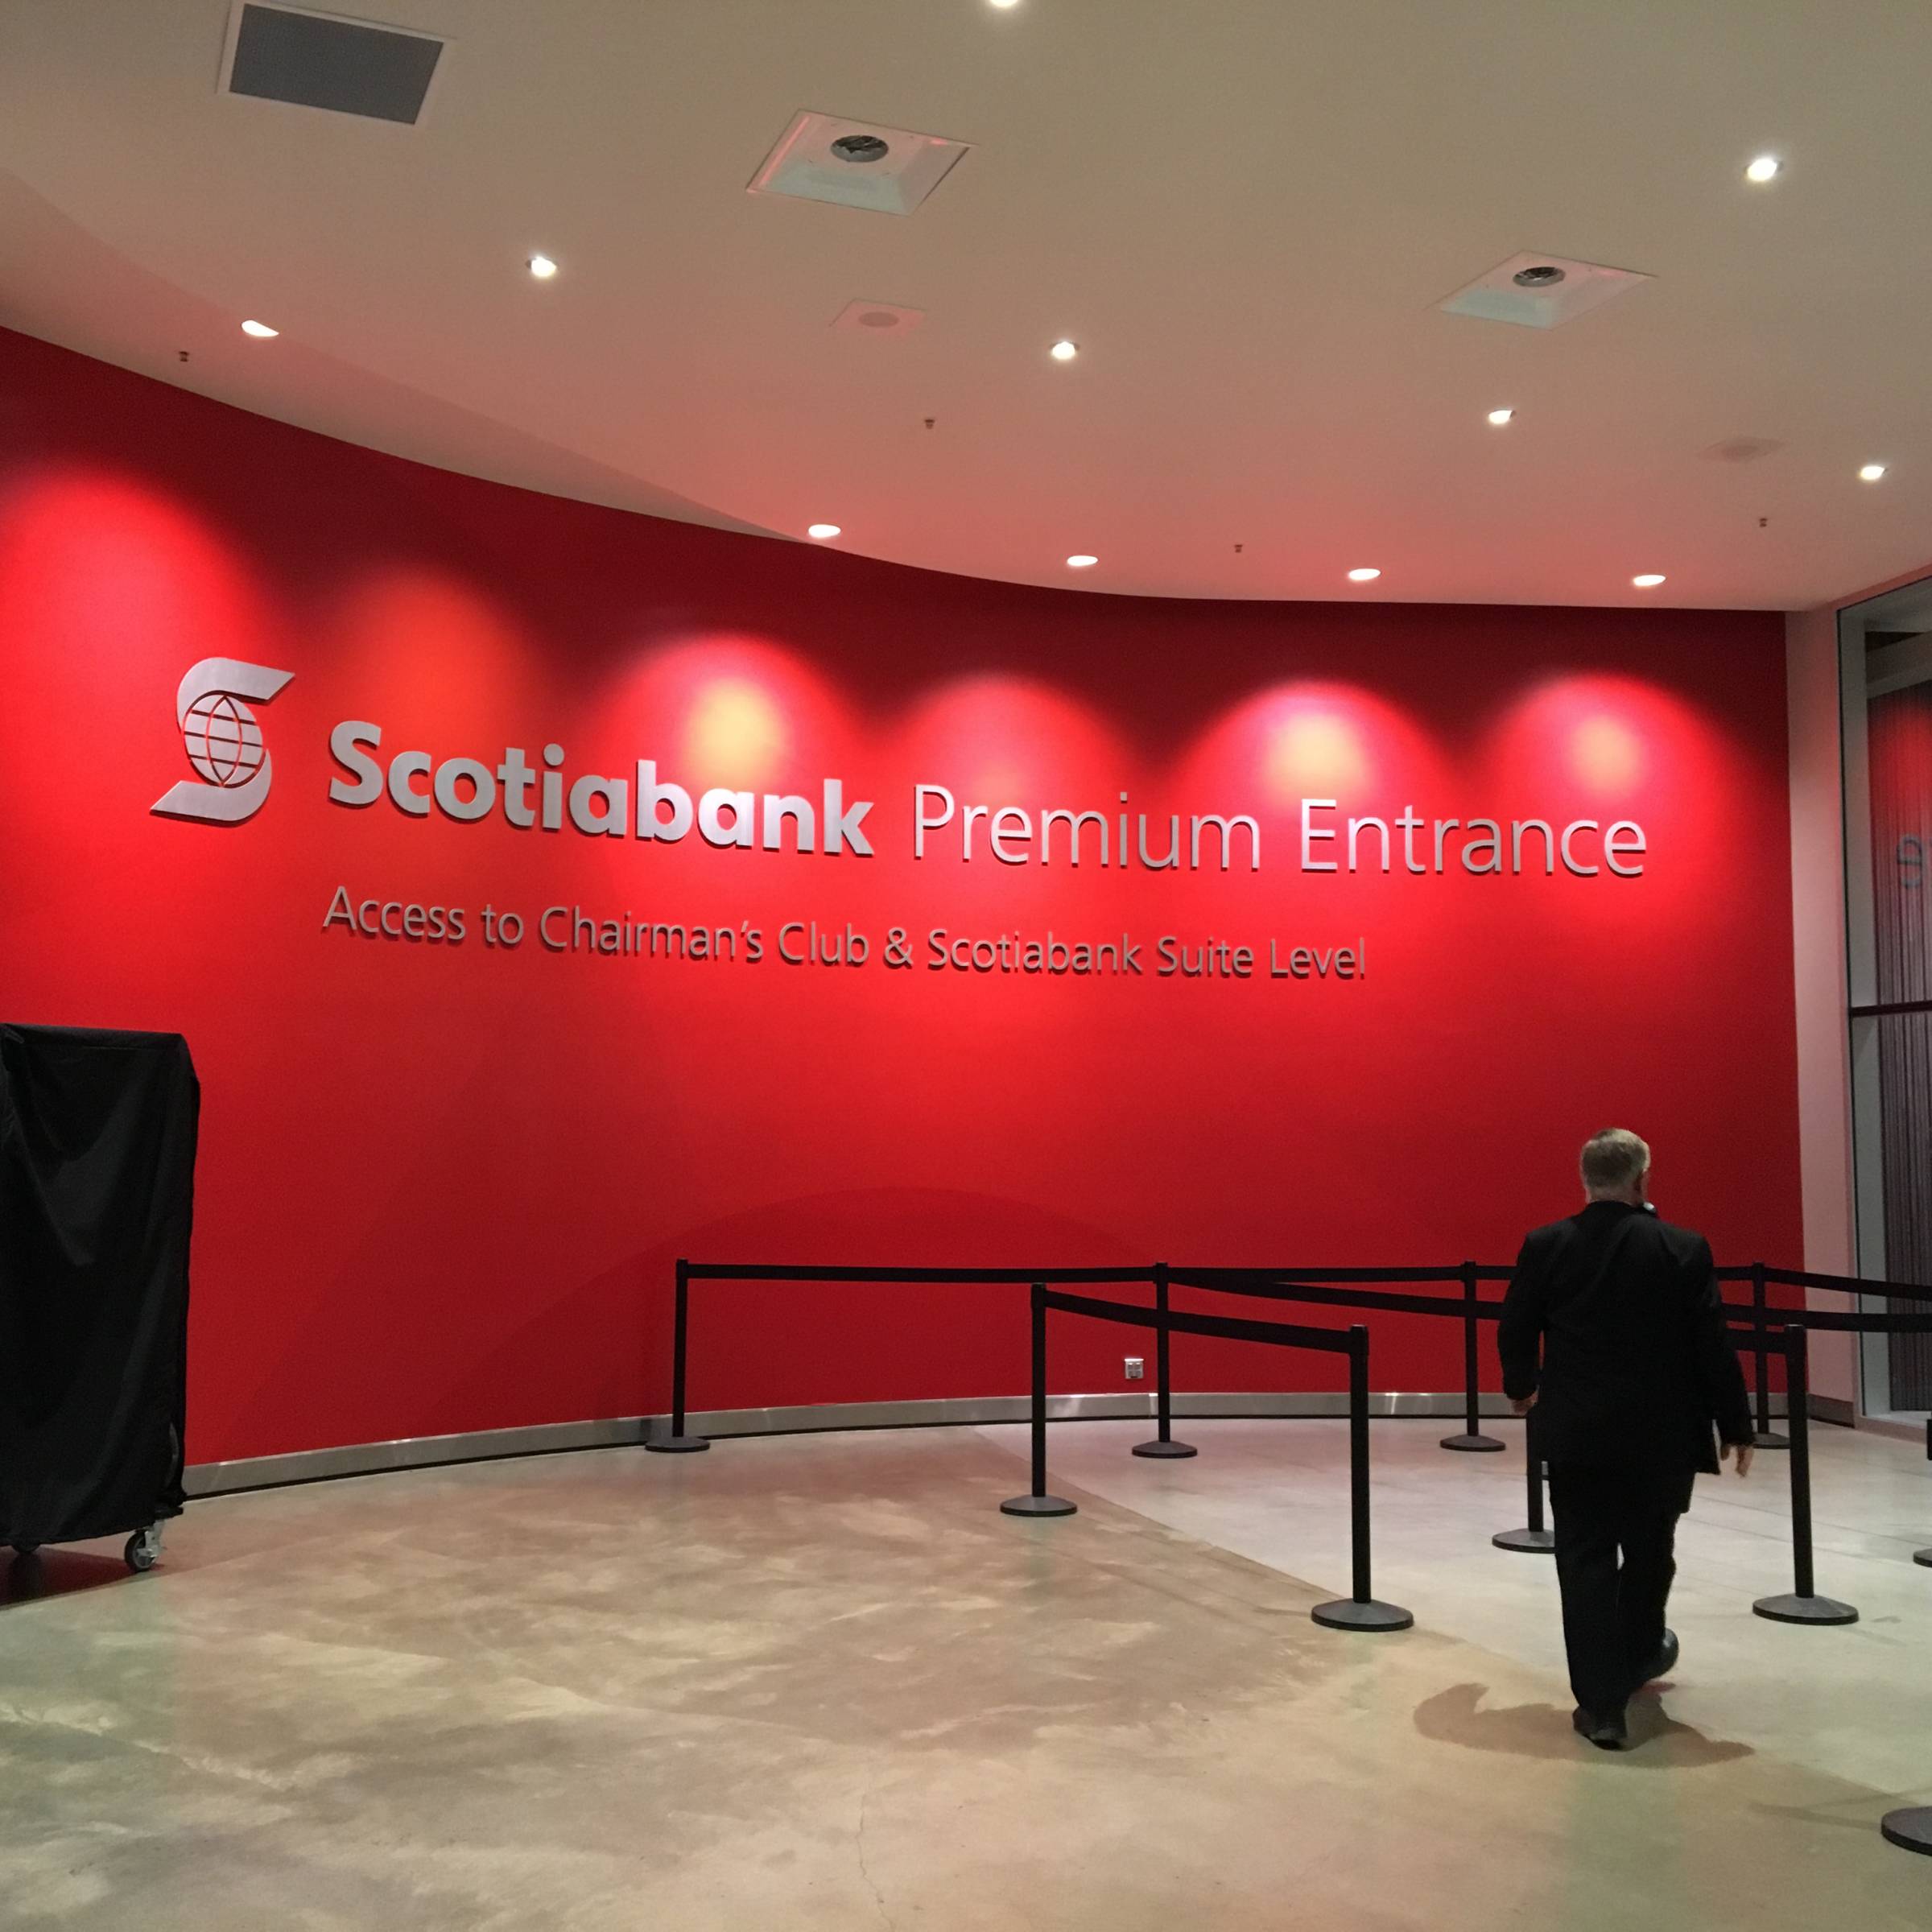 Scotiabank Premium Entrance
Access to Chairman's Club & Scotiabank Suite Level